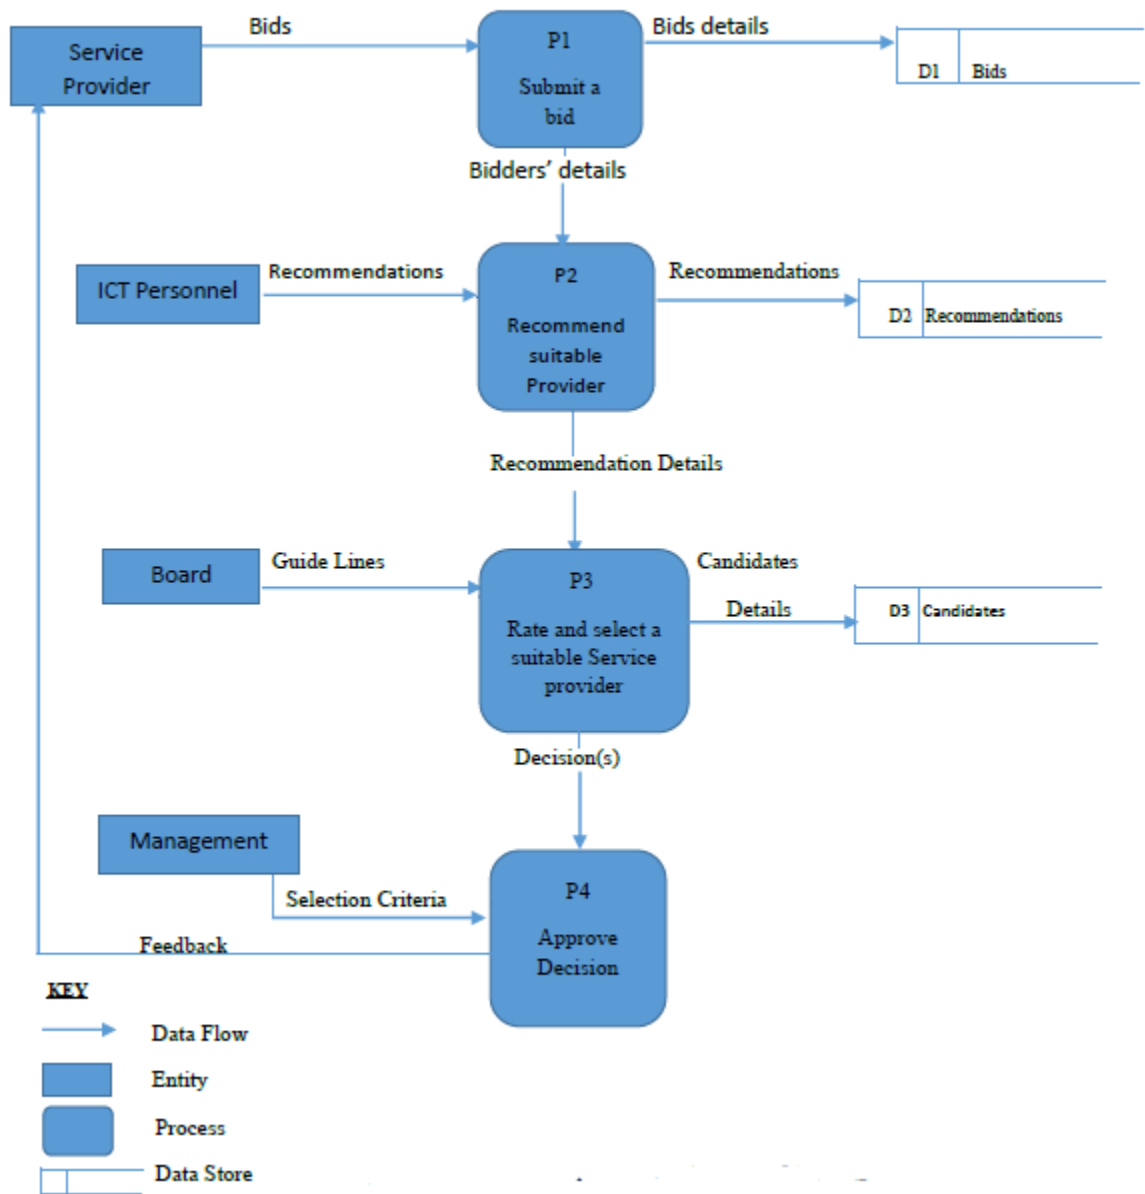 Service
Provider
Bids
P1
Submit a
bid
Bids details
D1 Bids
Bidders' details
ICT Personnel
Recommendations
P2
Recommend
suitable
Provider
Recommendations
D2 Recommendations
Recommendation Details
Board
Guide Lines
P3
Rate and select a
suitable Service
provider
Candidates
Details
D3 Candidates
Decision(s)
Management
Selection Criteria
P4
Approve
Decision
Feedback
KEY
Data Flow
Entity
Process
Data Store